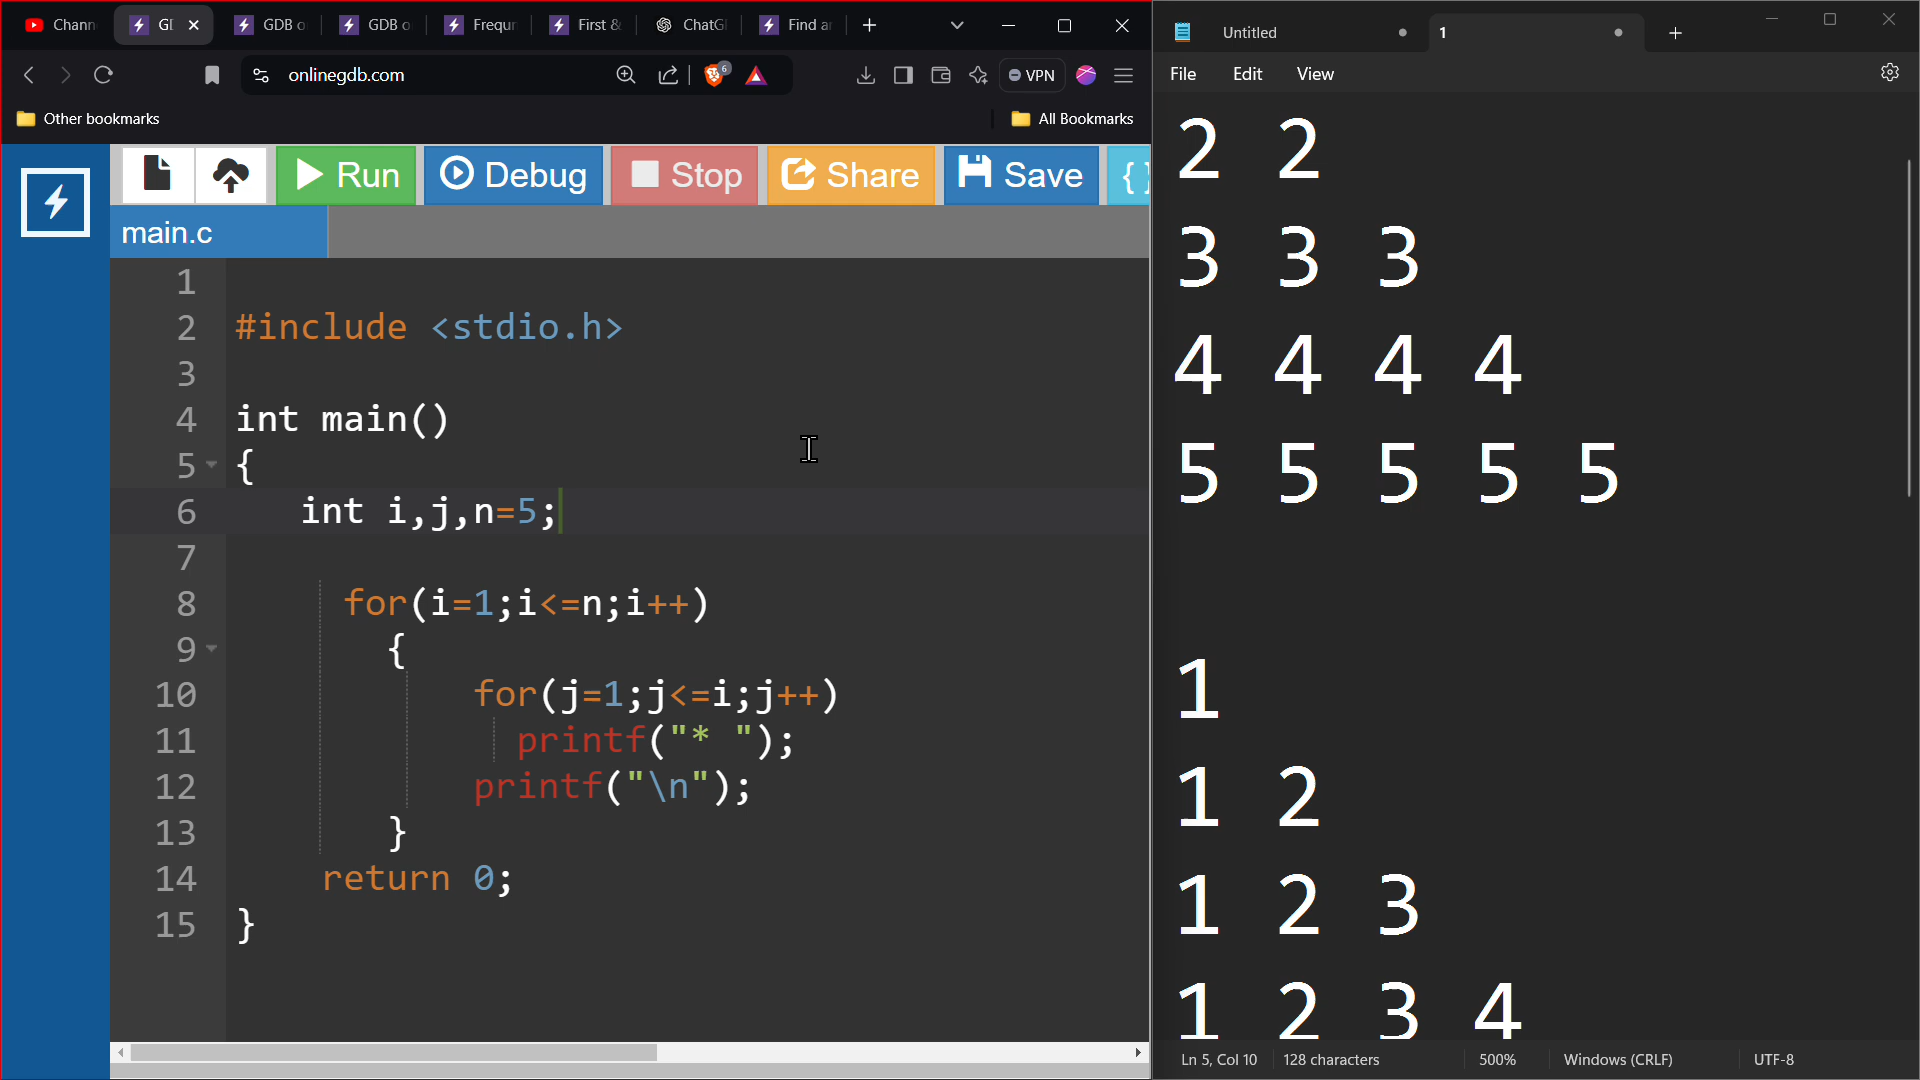 Chann
GI
GDB o
GDB o
Frequr
First &
ChatG
Find ar
onlinegdb.com
6
VPN
Other bookmarks
All Bookmarks
Run
Debug
Stop
Share
Save
{ }
main.c
1
2 #include <stdio.h>
3
4 int main()
5 {
6 int i,j,n=5;
7
8 for(i=1;i<=n;i++)
9 {
10 for(j=1;j<=i;j++)
11 printf("* ");
12 printf("\n");
13 }
14 return 0;
15 }
Untitled
1
File Edit View
2 2
3 3 3
4 4 4 4
5 5 5 5 5
1
1 2
1 2 3
1 2 3 4
Ln 5, Col 10
128 characters
500%
Windows (CRLF)
UTF-8